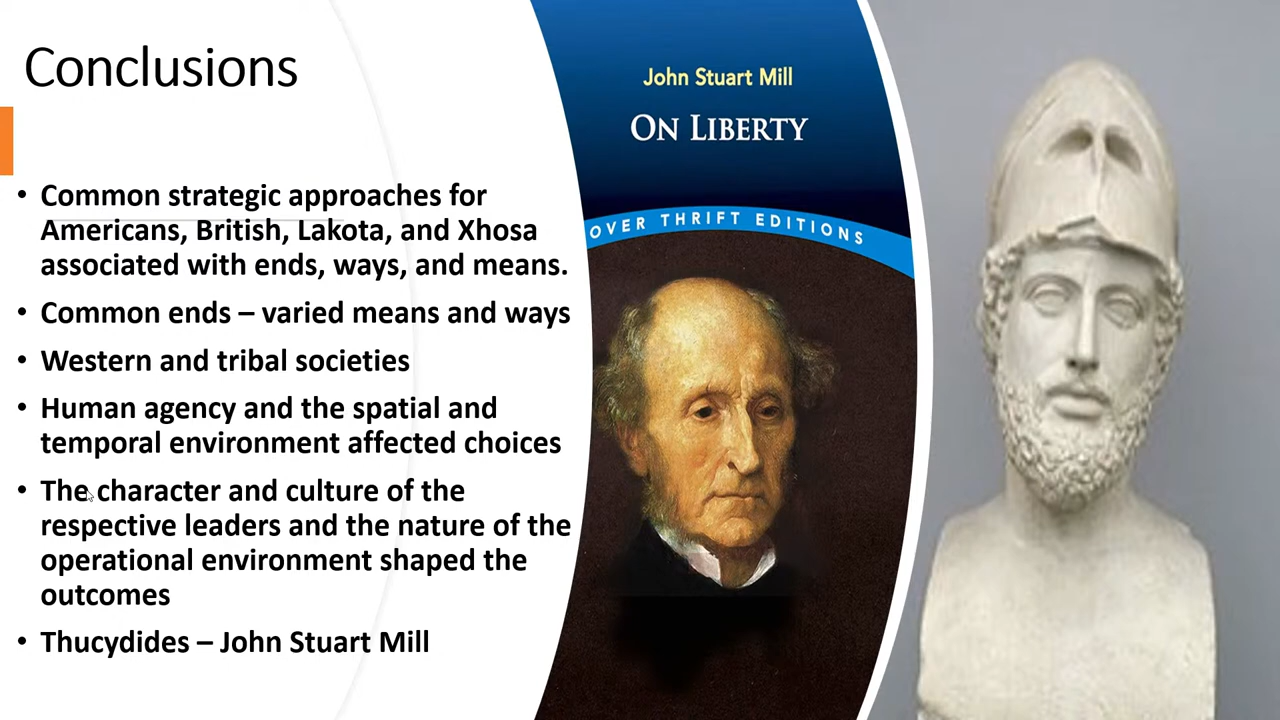 Conclusions
• Common strategic approaches for
Americans, British, Lakota, and Xhosa
associated with ends, ways, and means.
• Common ends – varied means and ways
• Western and tribal societies
• Human agency and the spatial and
temporal environment affected choices
• The character and culture of the
respective leaders and the nature of the
operational environment shaped the
outcomes
• Thucydides – John Stuart Mill
John Stuart Mill
ON LIBERTY
OVER THRIFT EDITIONS